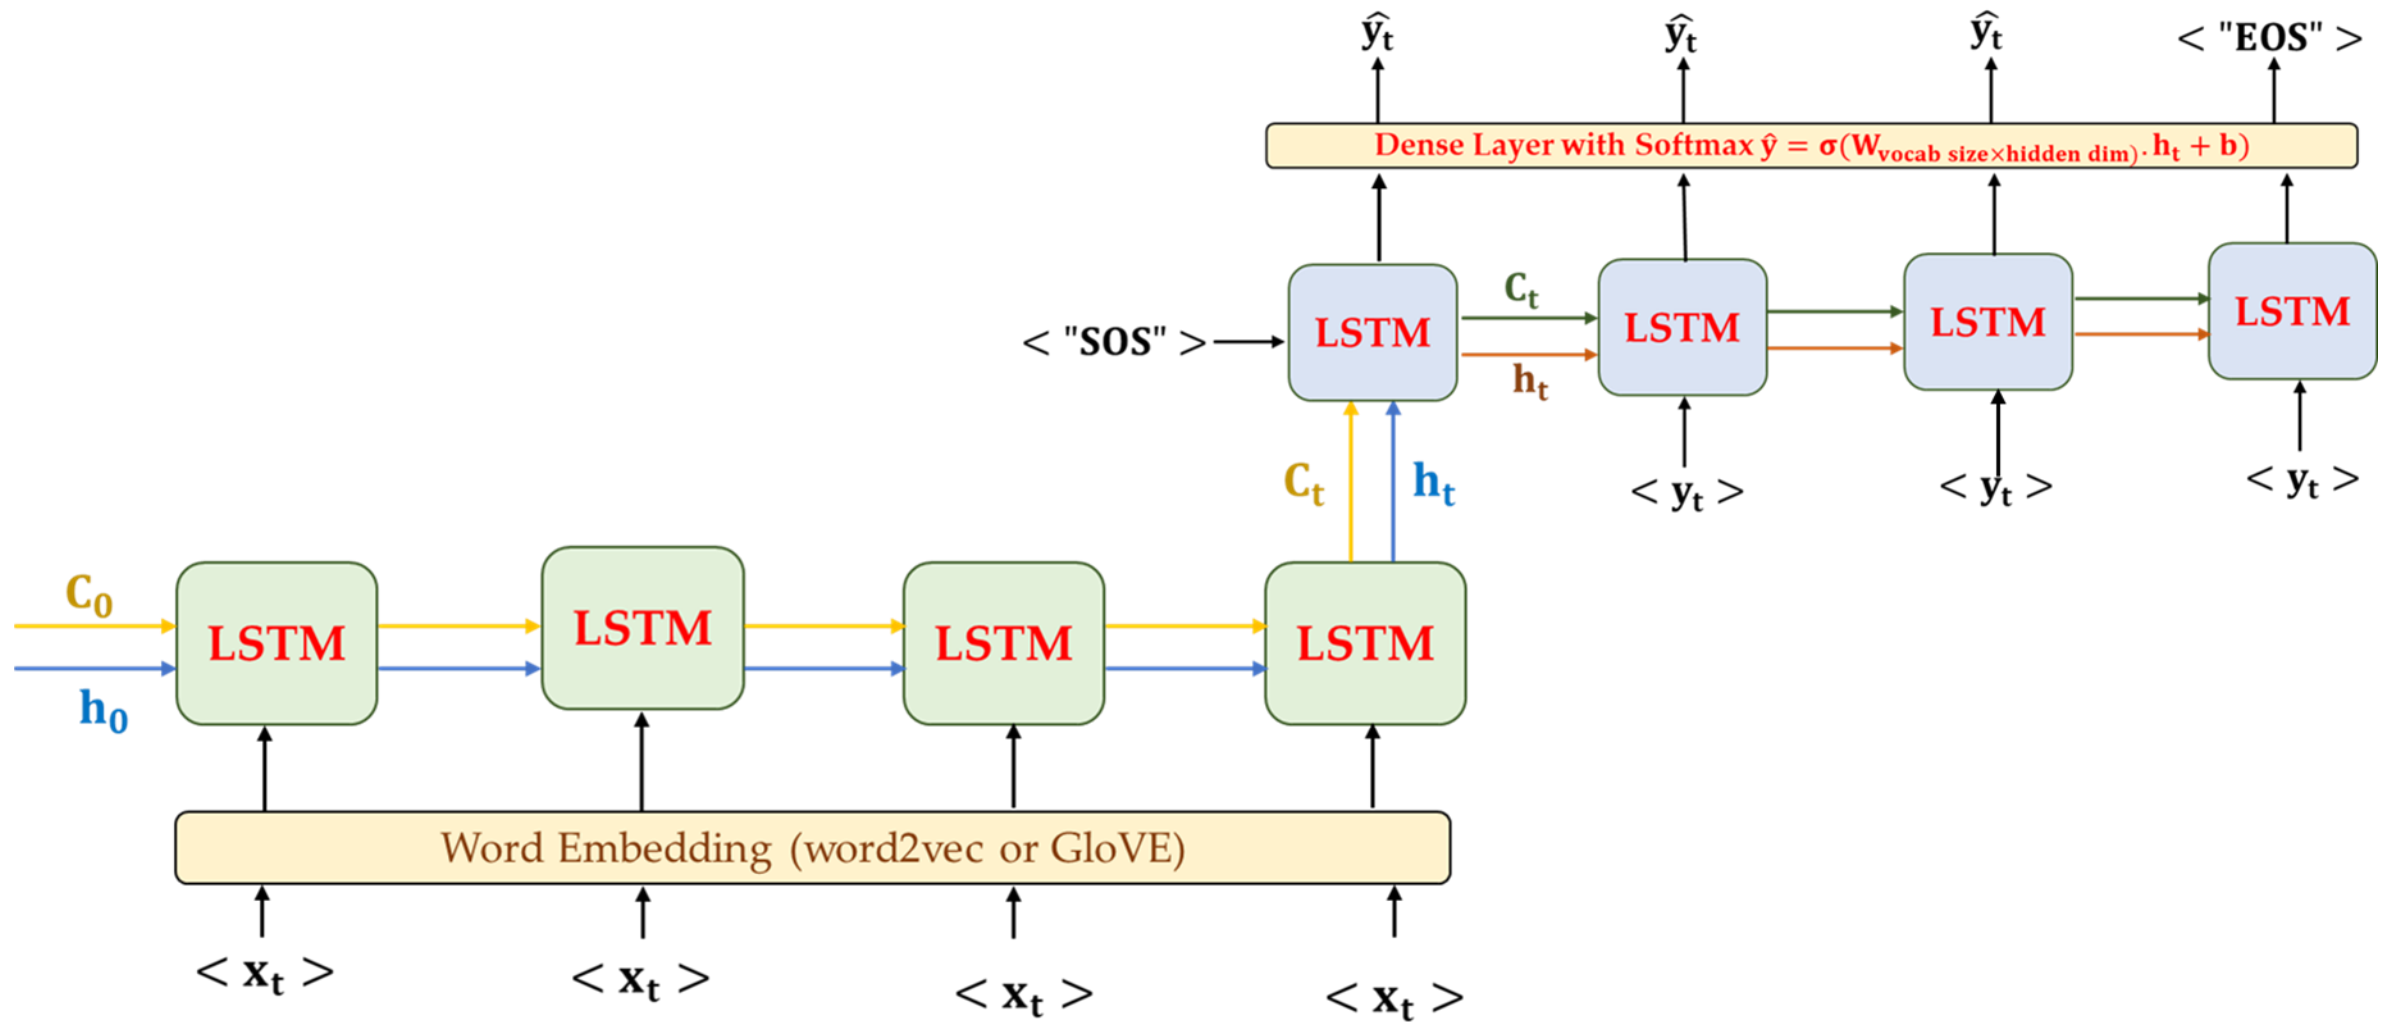 ŷt ŷt ŷt < "EOS" >
Dense Layer with Softmax ŷ = σ(Wvocab size×hidden dim). ht + b)
Ct
< "SOS" > LSTM LSTM LSTM LSTM
ht
Ct ht < yt > < yt > < yt >
C0
LSTM LSTM LSTM LSTM
h0
Word Embedding (word2vec or GloVE)
< xt > < xt > < xt > < xt >